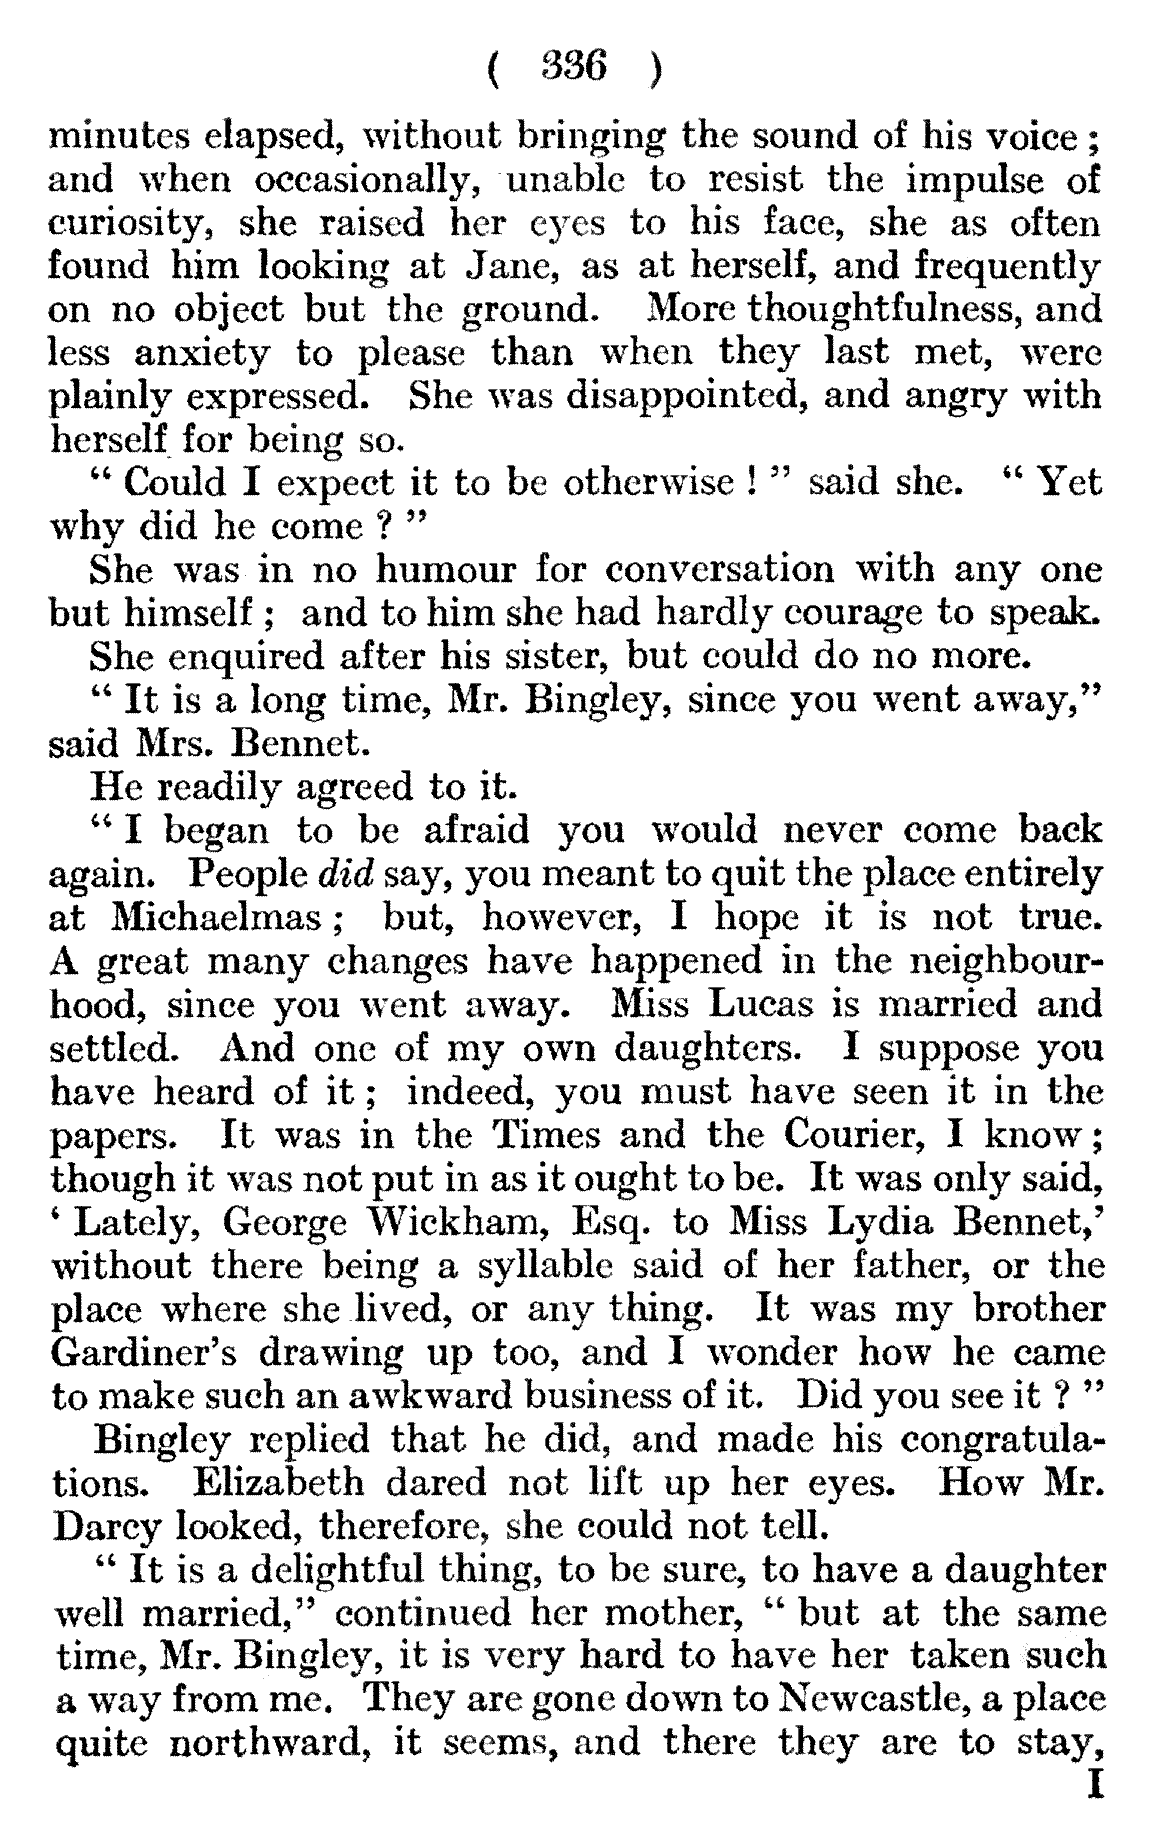 ( 336 )
minutes elapsed, without bringing the sound of his voice ;
and when occasionally, unable to resist the impulse of
curiosity, she raised her eyes to his face, she as often
found him looking at Jane, as at herself, and frequently
on no object but the ground. More thoughtfulness, and
less anxiety to please than when they last met, were
plainly expressed. She was disappointed, and angry with
herself for being so.
“ Could I expect it to be otherwise ! ” said she. “ Yet
why did he come ? ”
She was in no humour for conversation with any one
but himself ; and to him she had hardly courage to speak.
She enquired after his sister, but could do no more.
“ It is a long time, Mr. Bingley, since you went away,”
said Mrs. Bennet.
He readily agreed to it.
“ I began to be afraid you would never come back
again. People did say, you meant to quit the place entirely
at Michaelmas ; but, however, I hope it is not true.
A great many changes have happened in the neighbour-
hood, since you went away. Miss Lucas is married and
settled. And one of my own daughters. I suppose you
have heard of it ; indeed, you must have seen it in the
papers. It was in the Times and the Courier, I know ;
though it was not put in as it ought to be. It was only said,
‘ Lately, George Wickham, Esq. to Miss Lydia Bennet,’
without there being a syllable said of her father, or the
place where she lived, or any thing. It was my brother
Gardiner’s drawing up too, and I wonder how he came
to make such an awkward business of it. Did you see it ? ”
Bingley replied that he did, and made his congratula-
tions. Elizabeth dared not lift up her eyes. How Mr.
Darcy looked, therefore, she could not tell.
“ It is a delightful thing, to be sure, to have a daughter
well married,” continued her mother, “ but at the same
time, Mr. Bingley, it is very hard to have her taken such
a way from me. They are gone down to Newcastle, a place
quite northward, it seems, and there they are to stay,
I